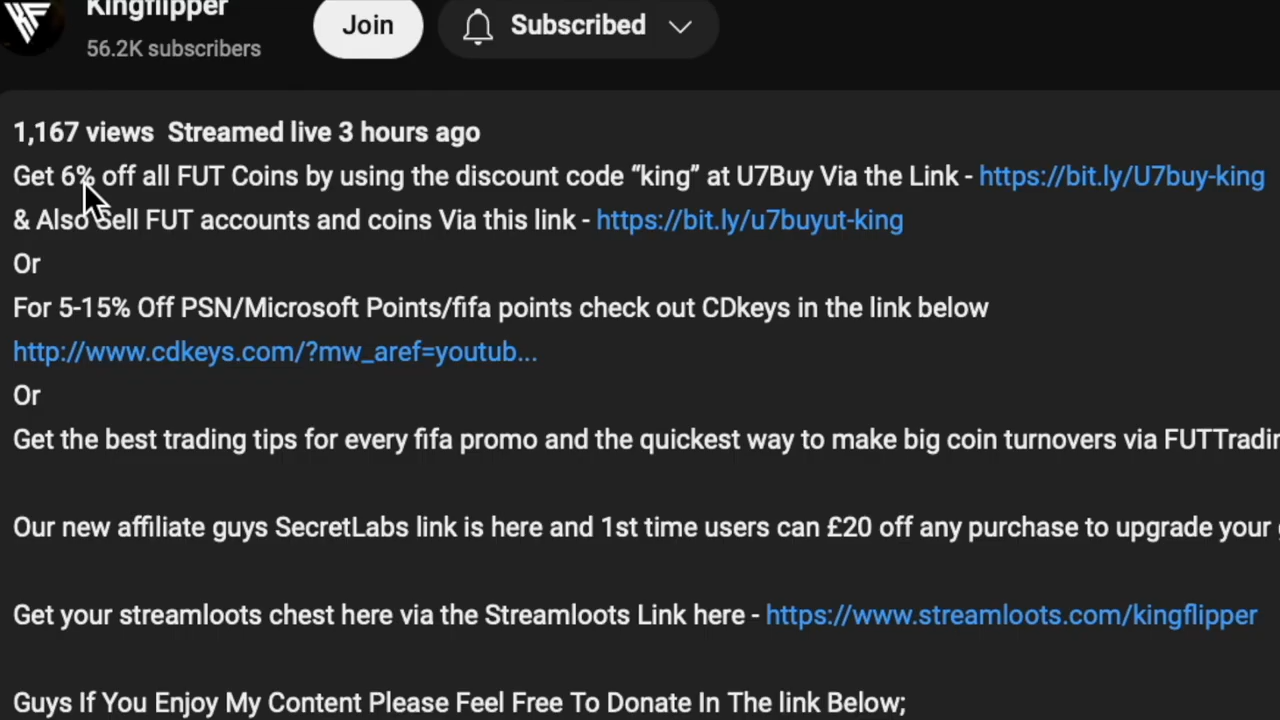 Kingflipper
56.2K subscribers
Join
Subscribed
1,167 views Streamed live 3 hours ago
Get 6% off all FUT Coins by using the discount code “king” at U7Buy Via the Link - https://bit.ly/U7buy-king
& Also Sell FUT accounts and coins Via this link - https://bit.ly/u7buyut-king
Or
For 5-15% Off PSN/Microsoft Points/fifa points check out CDkeys in the link below
http://www.cdkeys.com/?mw_aref=youtub...
Or
Get the best trading tips for every fifa promo and the quickest way to make big coin turnovers via FUTTradin
Our new affiliate guys SecretLabs link is here and 1st time users can £20 off any purchase to upgrade your
Get your streamloots chest here via the Streamloots Link here - https://www.streamloots.com/kingflipper
Guys If You Enjoy My Content Please Feel Free To Donate In The link Below;